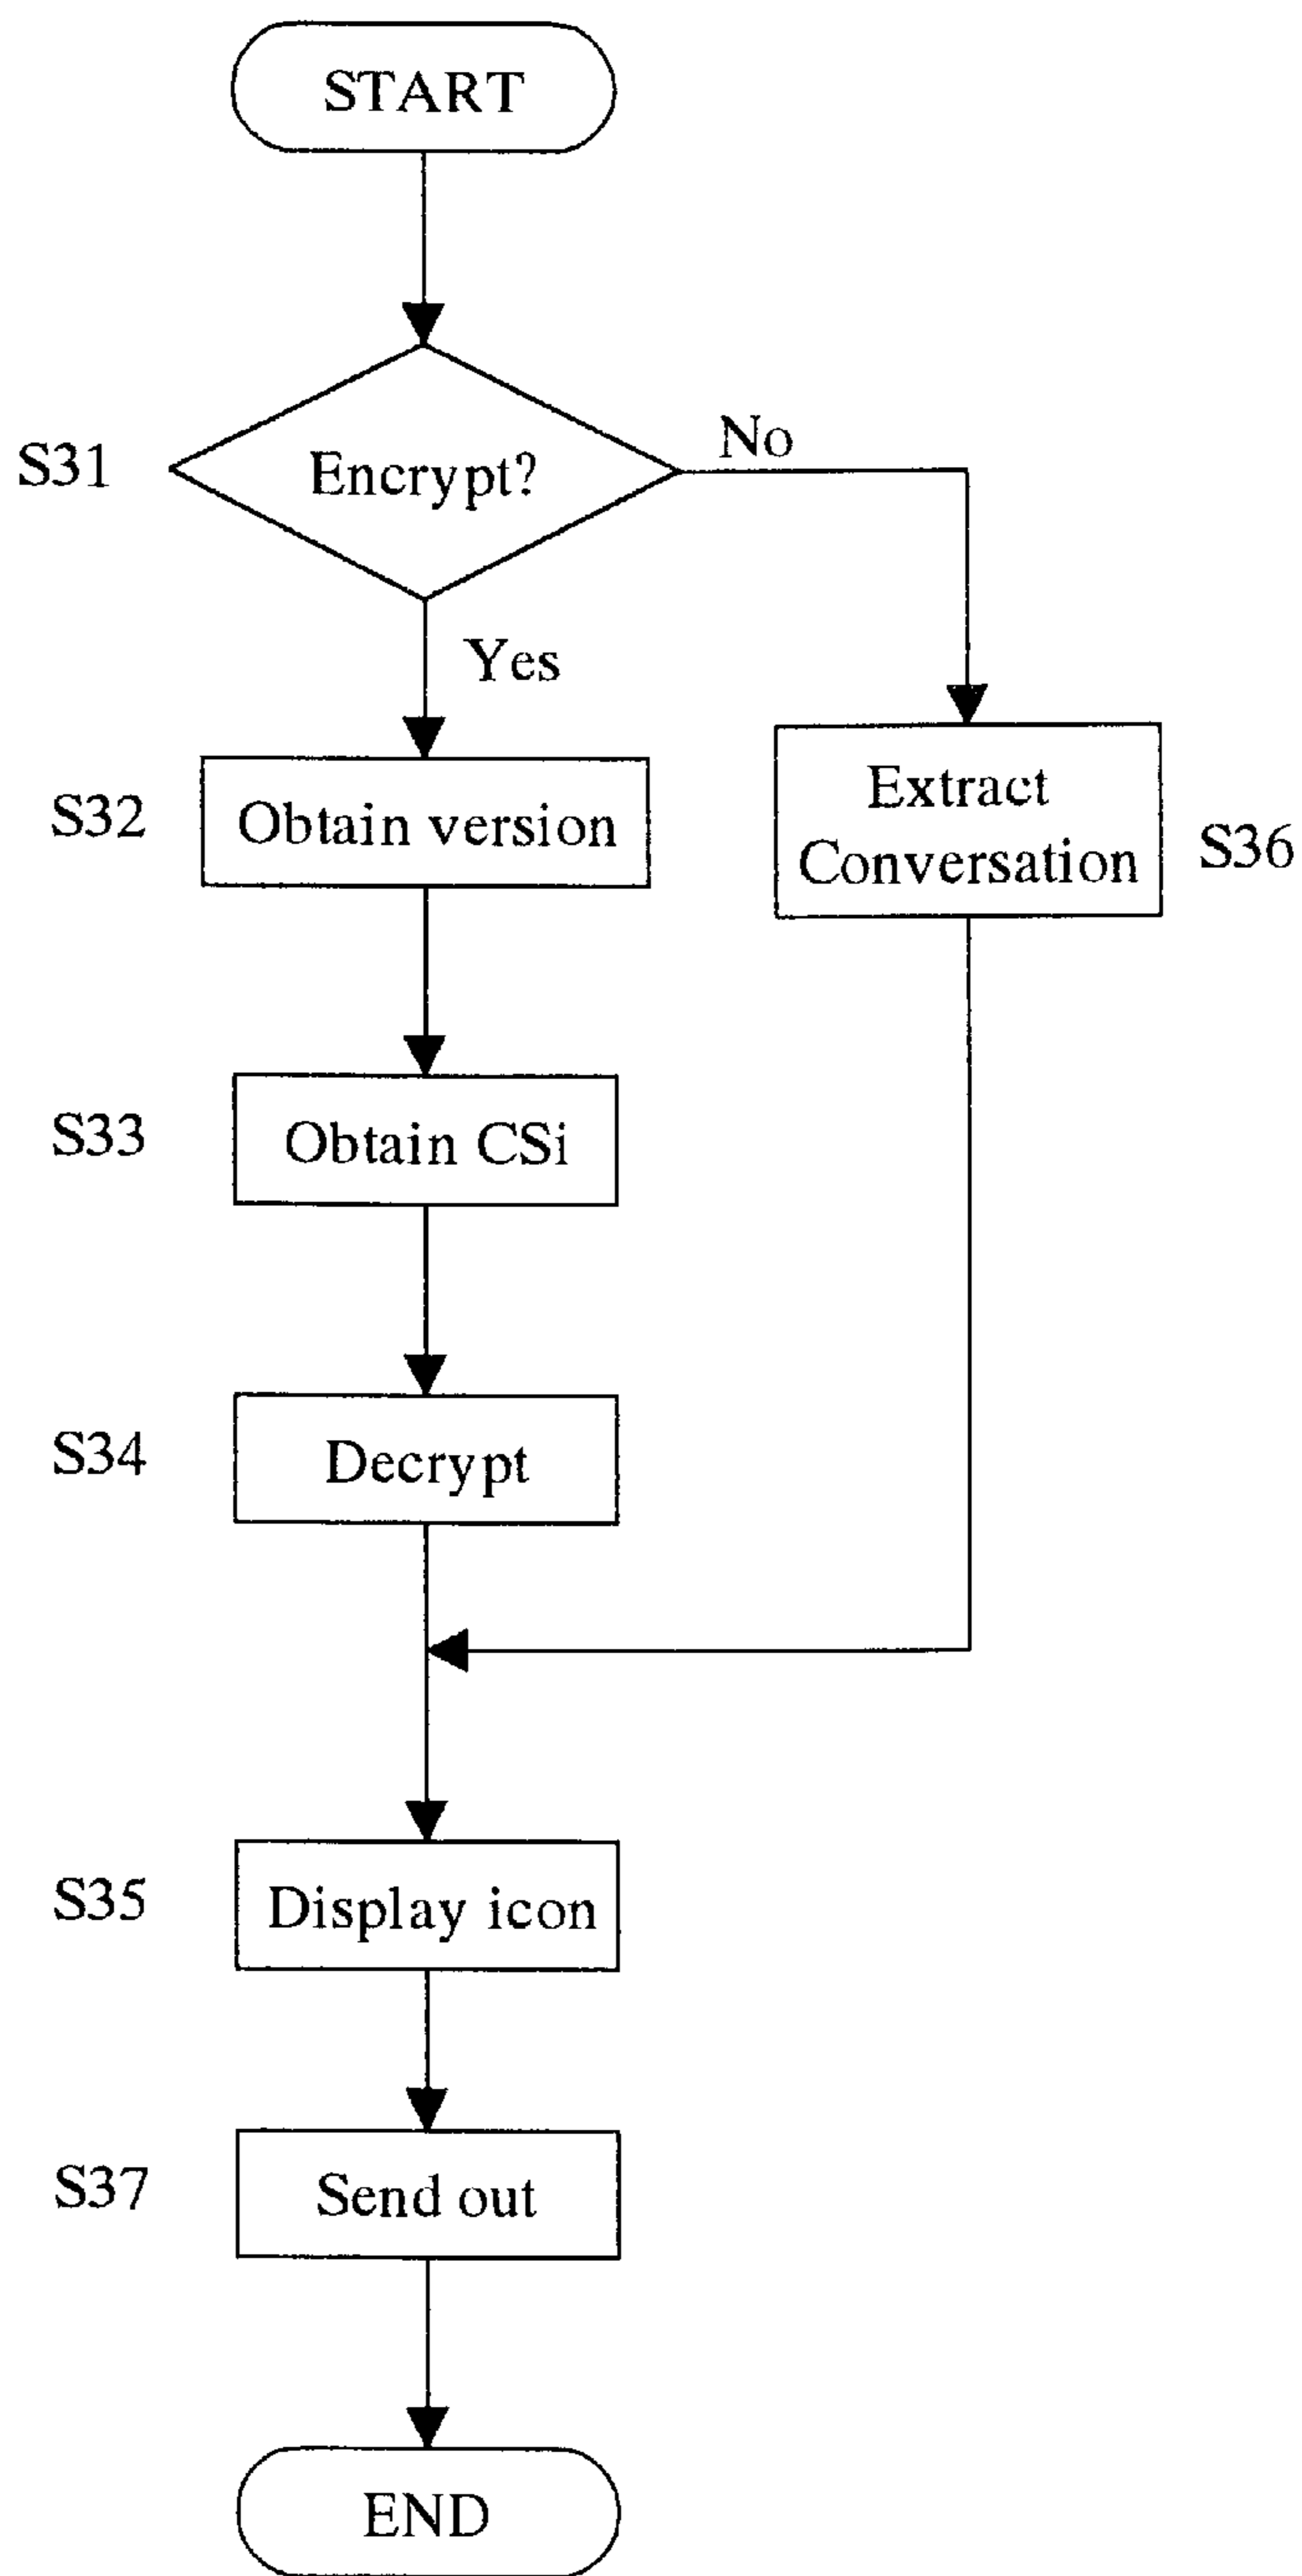 START
S31
Encrypt?
No
Yes
S32
Obtain version
Extract
Conversation
S36
S33
Obtain CSi
S34
Decrypt
S35
Display icon
S37
Send out
END